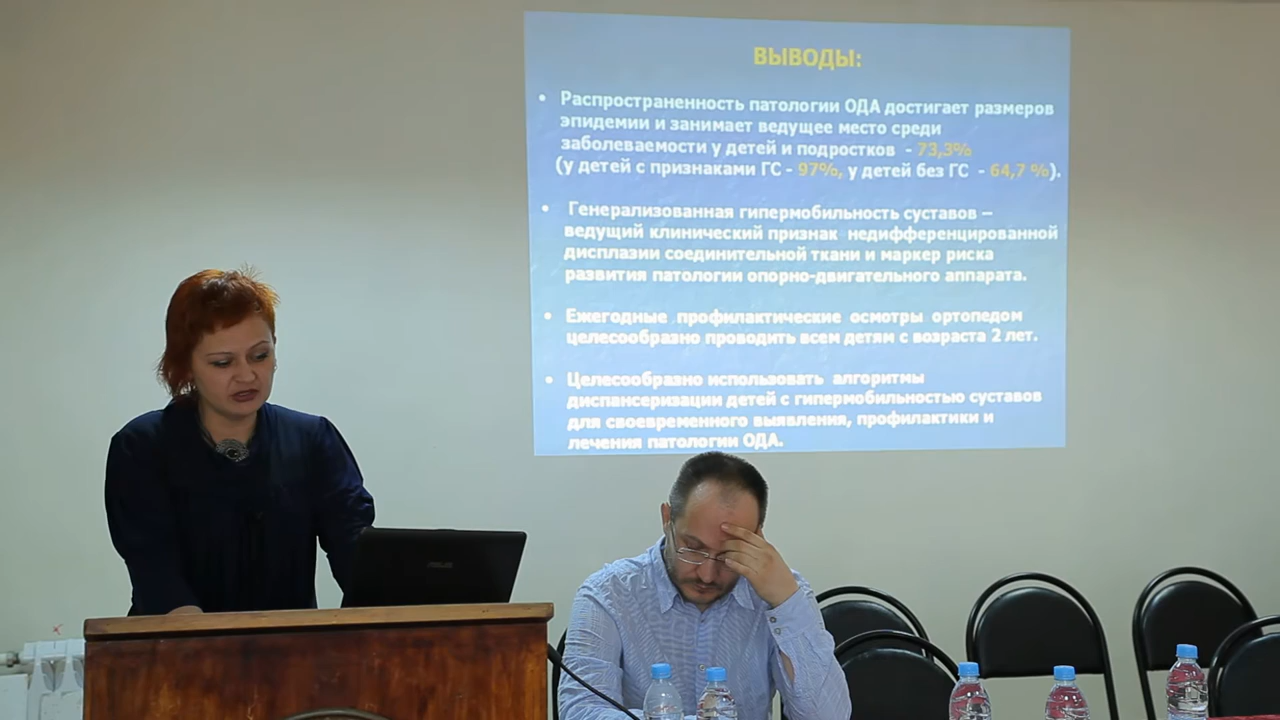 ВЫВОДЫ:
• Распространенность патологии ОДА достигает размеров
эпидемии и занимает ведущее место среди
заболеваемости у детей и подростков - 73,3%
(у детей с признаками ГС - 97%, у детей без ГС - 64,7 %).
• Генерализованная гипермобильность суставов –
ведущий клинический признак недифференцированной
дисплазии соединительной ткани и маркер риска
развития патологии опорно-двигательного аппарата.
• Ежегодные профилактические осмотры ортопедом
целесообразно проводить всем детям с возраста 2 лет.
• Целесообразно использовать алгоритмы
диспансеризации детей с гипермобильностью суставов
для своевременного выявления, профилактики и
лечения патологии ОДА.
ASUS